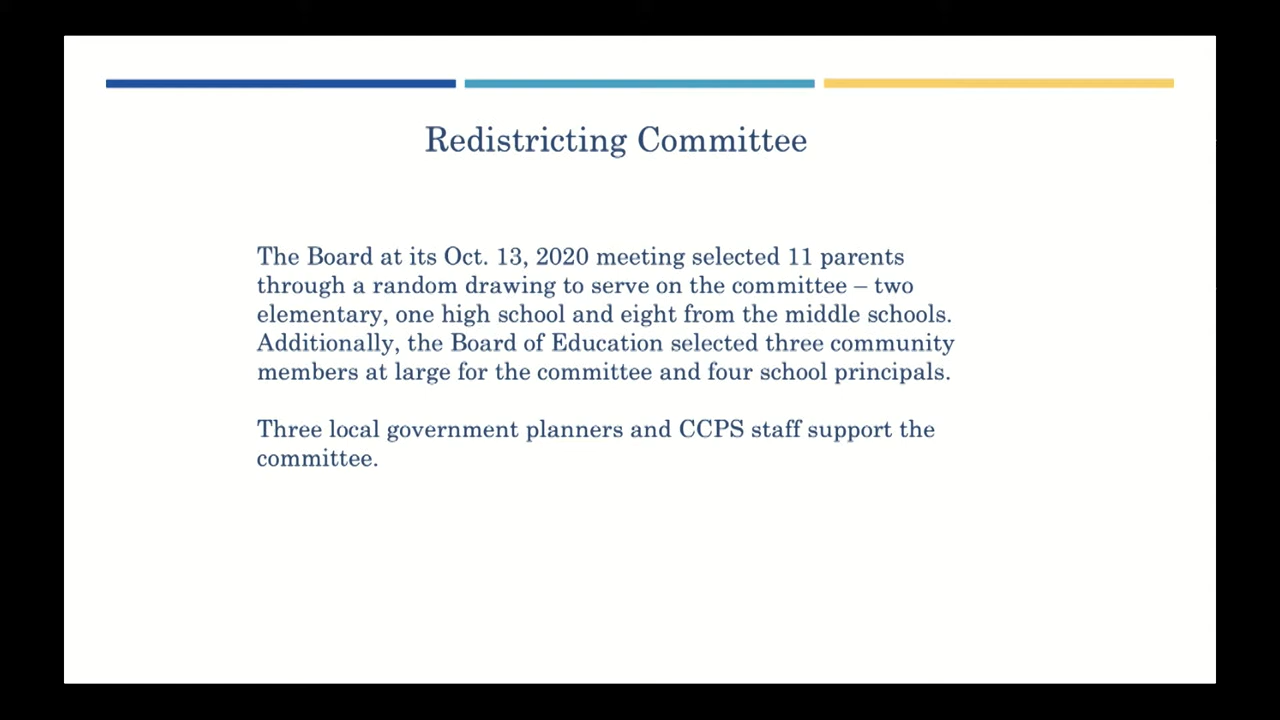 Redistricting Committee
The Board at its Oct. 13, 2020 meeting selected 11 parents
through a random drawing to serve on the committee – two
elementary, one high school and eight from the middle schools.
Additionally, the Board of Education selected three community
members at large for the committee and four school principals.
Three local government planners and CCPS staff support the
committee.